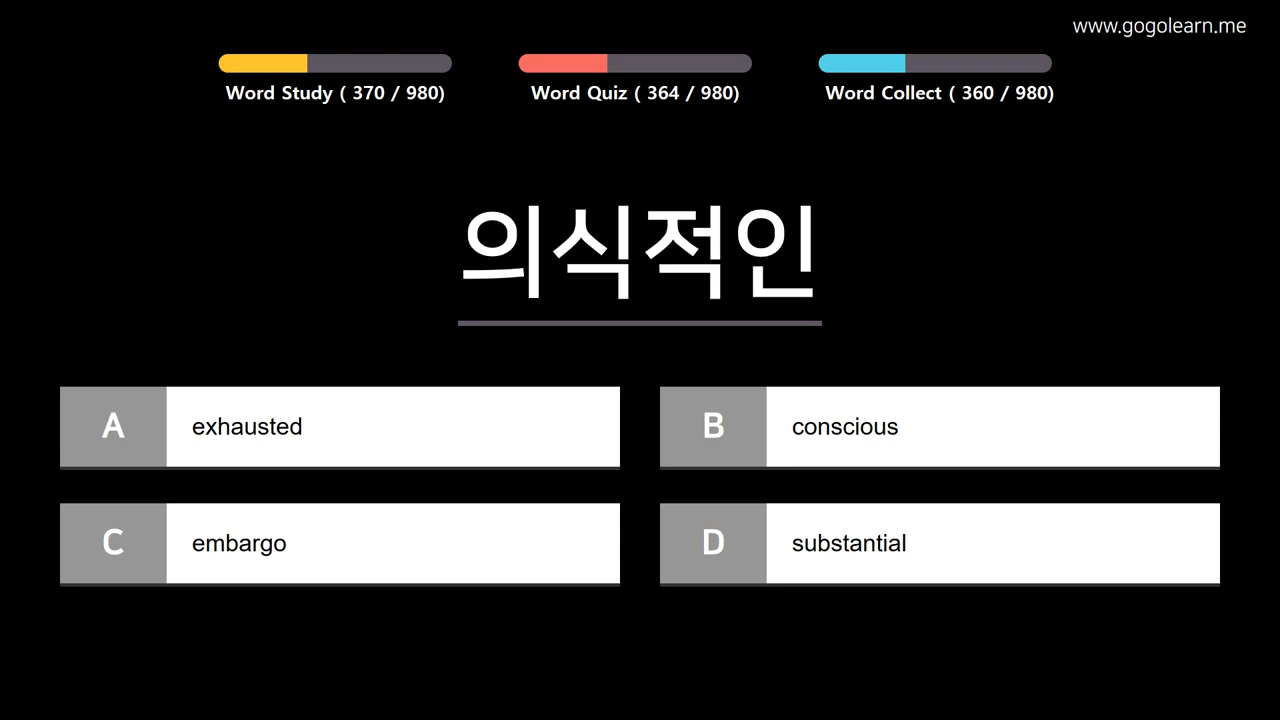 www.gogolearn.me
Word Study ( 370 / 980)
Word Quiz ( 364 / 980)
Word Collect ( 360 / 980)
의식적인
A exhausted
B conscious
C embargo
D substantial